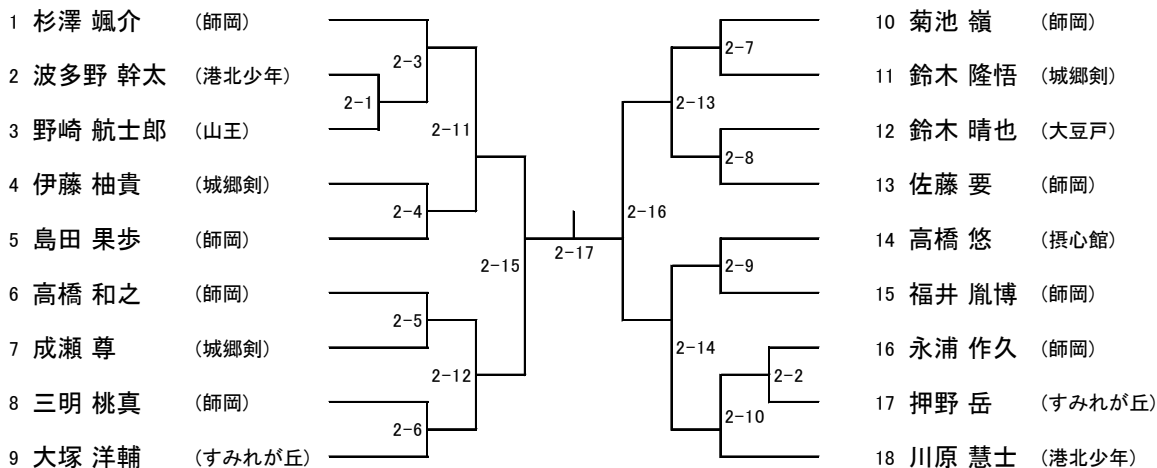 1 杉澤 颯介 (師岡)
2 波多野 幹太 (港北少年)
3 野崎 航士郎 (山王)
4 伊藤 柚貴 (城郷剣)
5 島田 果歩 (師岡)
6 高橋 和之 (師岡)
7 成瀬 尊 (城郷剣)
8 三明 桃真 (師岡)
9 大塚 洋輔 (すみれが丘)
2-3
2-1
2-11
2-4
2-15
2-5
2-12
2-6
2-17
2-7
2-13
2-8
2-16
2-9
2-14
2-2
2-10
10 菊池 嶺 (師岡)
11 鈴木 隆悟 (城郷剣)
12 鈴木 晴也 (大豆戸)
13 佐藤 要 (師岡)
14 高橋 悠 (摂心館)
15 福井 胤博 (師岡)
16 永浦 作久 (師岡)
17 押野 岳 (すみれが丘)
18 川原 慧士 (港北少年)